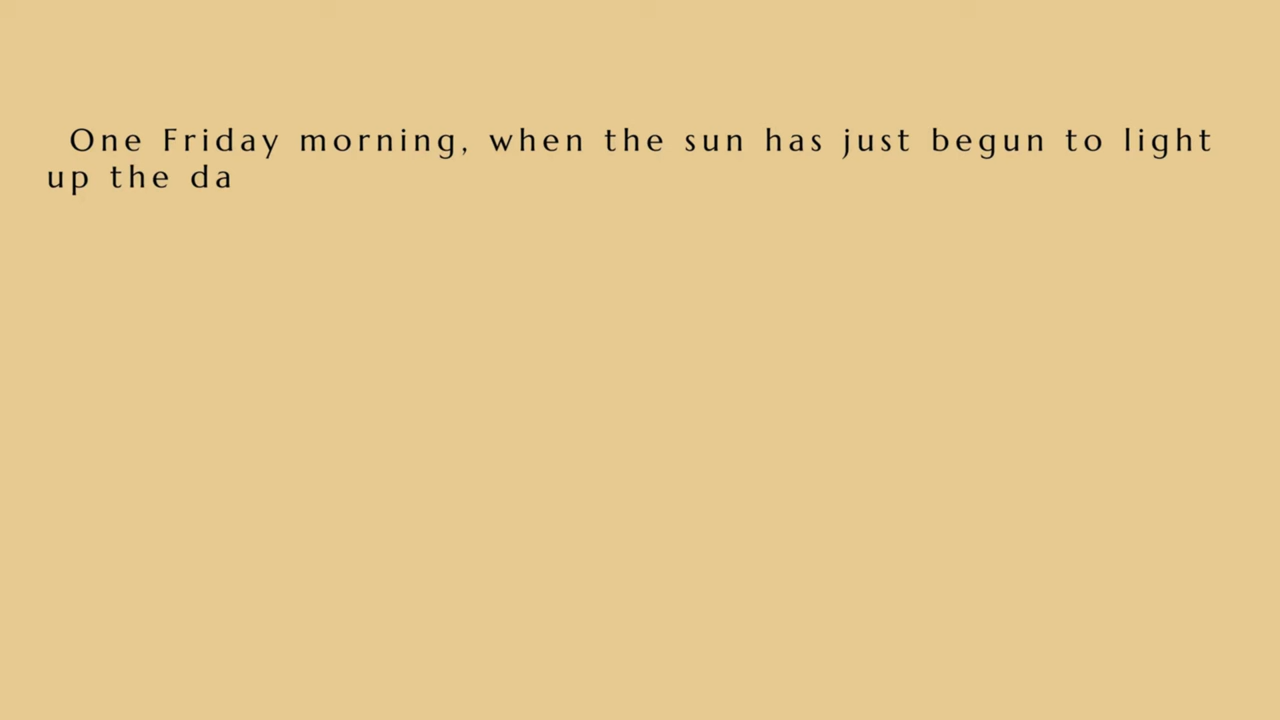 One Friday morning, when the sun has just begun to light
up the da